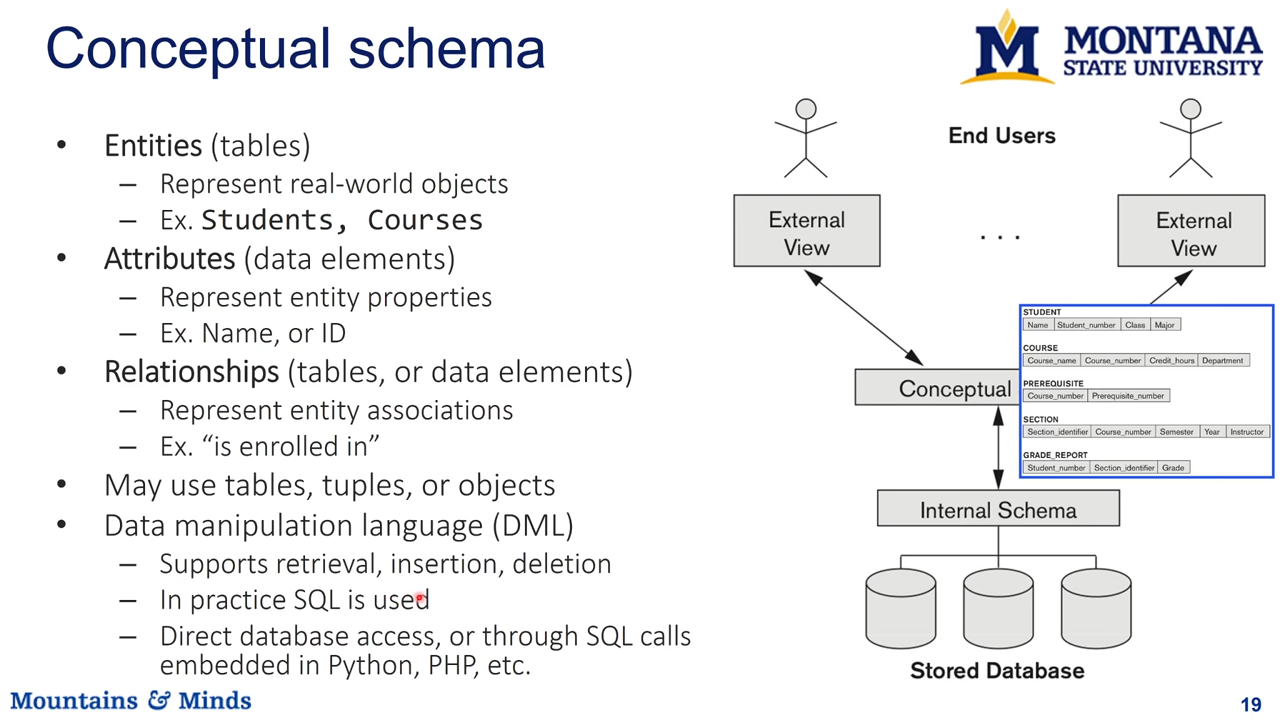 Conceptual schema
MONTANA
STATE UNIVERSITY
• Entities (tables)
– Represent real-world objects
– Ex. Students, Courses
• Attributes (data elements)
– Represent entity properties
– Ex. Name, or ID
• Relationships (tables, or data elements)
– Represent entity associations
– Ex. “is enrolled in”
• May use tables, tuples, or objects
• Data manipulation language (DML)
– Supports retrieval, insertion, deletion
– In practice SQL is used
– Direct database access, or through SQL calls
embedded in Python, PHP, etc.
End Users
External
View
. . .
External
View
Conceptual
STUDENT
Name Student_number Class Major
COURSE
Course_name Course_number Credit_hours Department
PREREQUISITE
Course_number Prerequisite_number
SECTION
Section_identifier Course_number Semester Year Instructor
GRADE_REPORT
Student_number Section_identifier Grade
Internal Schema
Stored Database
Mountains & Minds
19